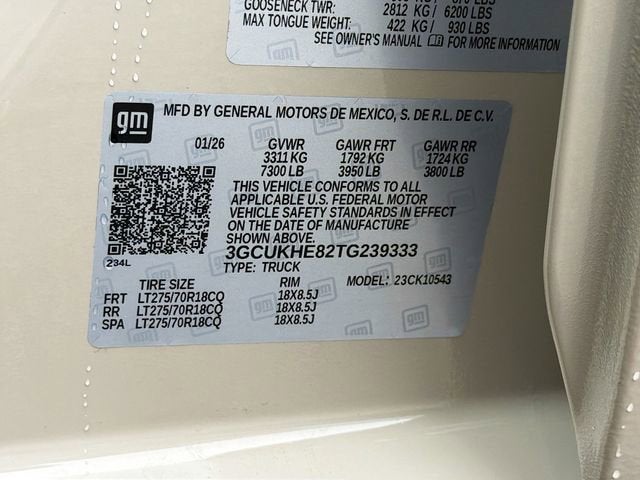 GOOSENECK TWR: 2812 KG / 6200 LBS
MAX TONGUE WEIGHT: 422 KG / 930 LBS
SEE OWNER'S MANUAL FOR MORE INFORMATION
gm
MFD BY GENERAL MOTORS DE MEXICO, S. DE R.L. DE C.V.
01/26 GVWR GAWR FRT GAWR RR
3311 KG 1792 KG 1724 KG
7300 LB 3950 LB 3800 LB
THIS VEHICLE CONFORMS TO ALL
APPLICABLE U.S. FEDERAL MOTOR
VEHICLE SAFETY STANDARDS IN EFFECT
ON THE DATE OF MANUFACTURE
SHOWN ABOVE.
234L
3GCUKHE82TG239333
TYPE: TRUCK
TIRE SIZE RIM MODEL: 23CK10543
FRT LT275/70R18CQ 18X8.5J
RR LT275/70R18CQ 18X8.5J
SPA LT275/70R18CQ 18X8.5J